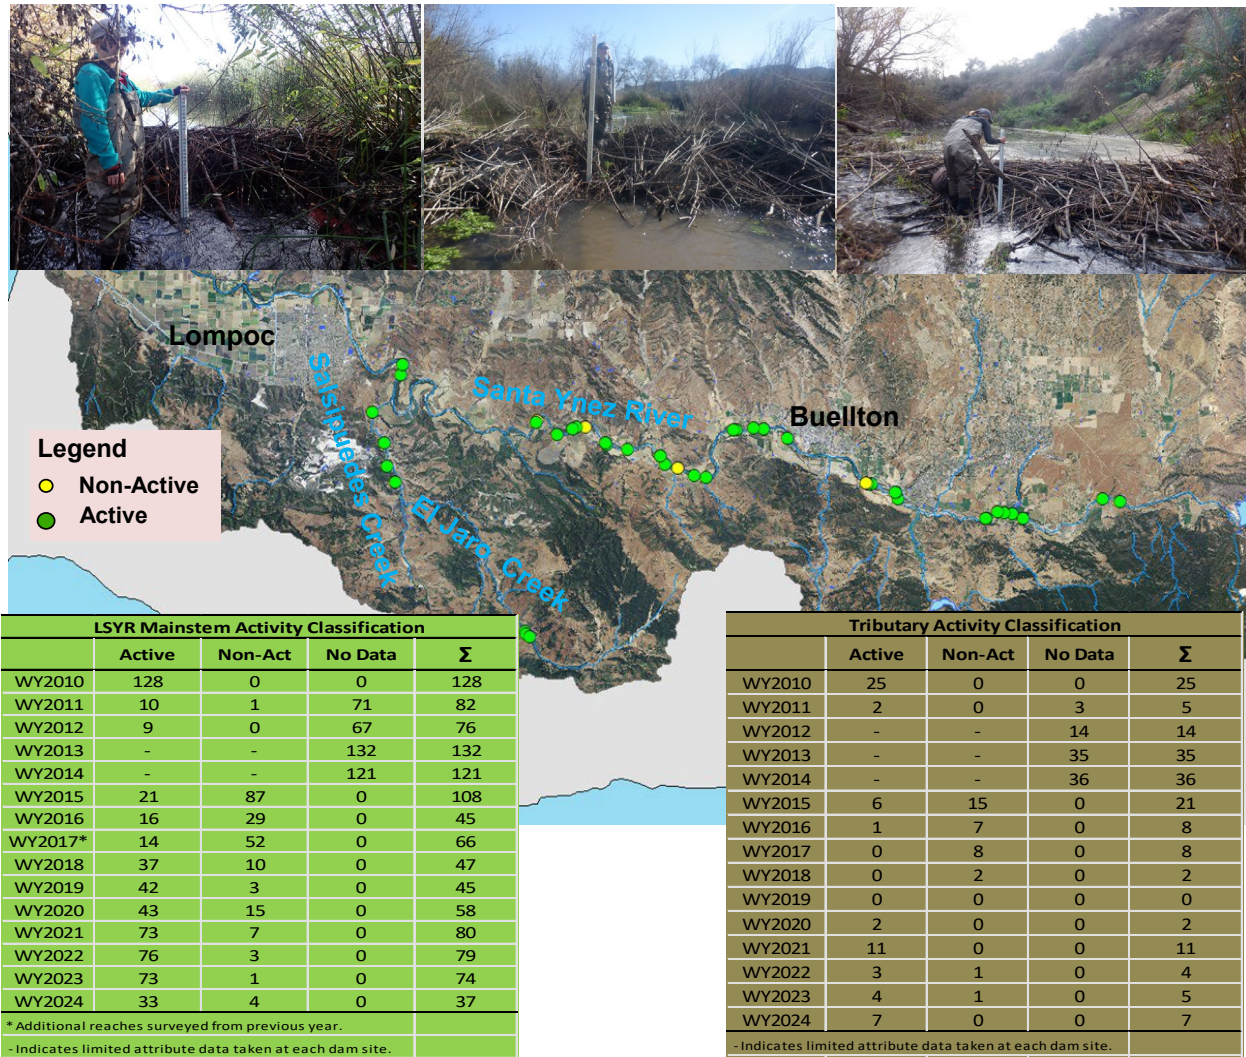 Lompoc
Salsipuedes Creek
Santa Ynez River
Buellton
El Jaro Creek
Legend
Non-Active
Active
LSYR Mainstem Activity Classification
Active Non-Act No Data Σ
WY2010 128 0 0 128
WY2011 10 1 71 82
WY2012 9 0 67 76
WY2013 - - 132 132
WY2014 - - 121 121
WY2015 21 87 0 108
WY2016 16 29 0 45
WY2017* 14 52 0 66
WY2018 37 10 0 47
WY2019 42 3 0 45
WY2020 43 15 0 58
WY2021 73 7 0 80
WY2022 76 3 0 79
WY2023 73 1 0 74
WY2024 33 4 0 37
* Additional reaches surveyed from previous year.
- Indicates limited attribute data taken at each dam site.
Tributary Activity Classification
Active Non-Act No Data Σ
WY2010 25 0 0 25
WY2011 2 0 3 5
WY2012 - - 14 14
WY2013 - - 35 35
WY2014 - - 36 36
WY2015 6 15 0 21
WY2016 1 7 0 8
WY2017 0 8 0 8
WY2018 0 2 0 2
WY2019 0 0 0 0
WY2020 2 0 0 2
WY2021 11 0 0 11
WY2022 3 1 0 4
WY2023 4 1 0 5
WY2024 7 0 0 7
- Indicates limited attribute data taken at each dam site.